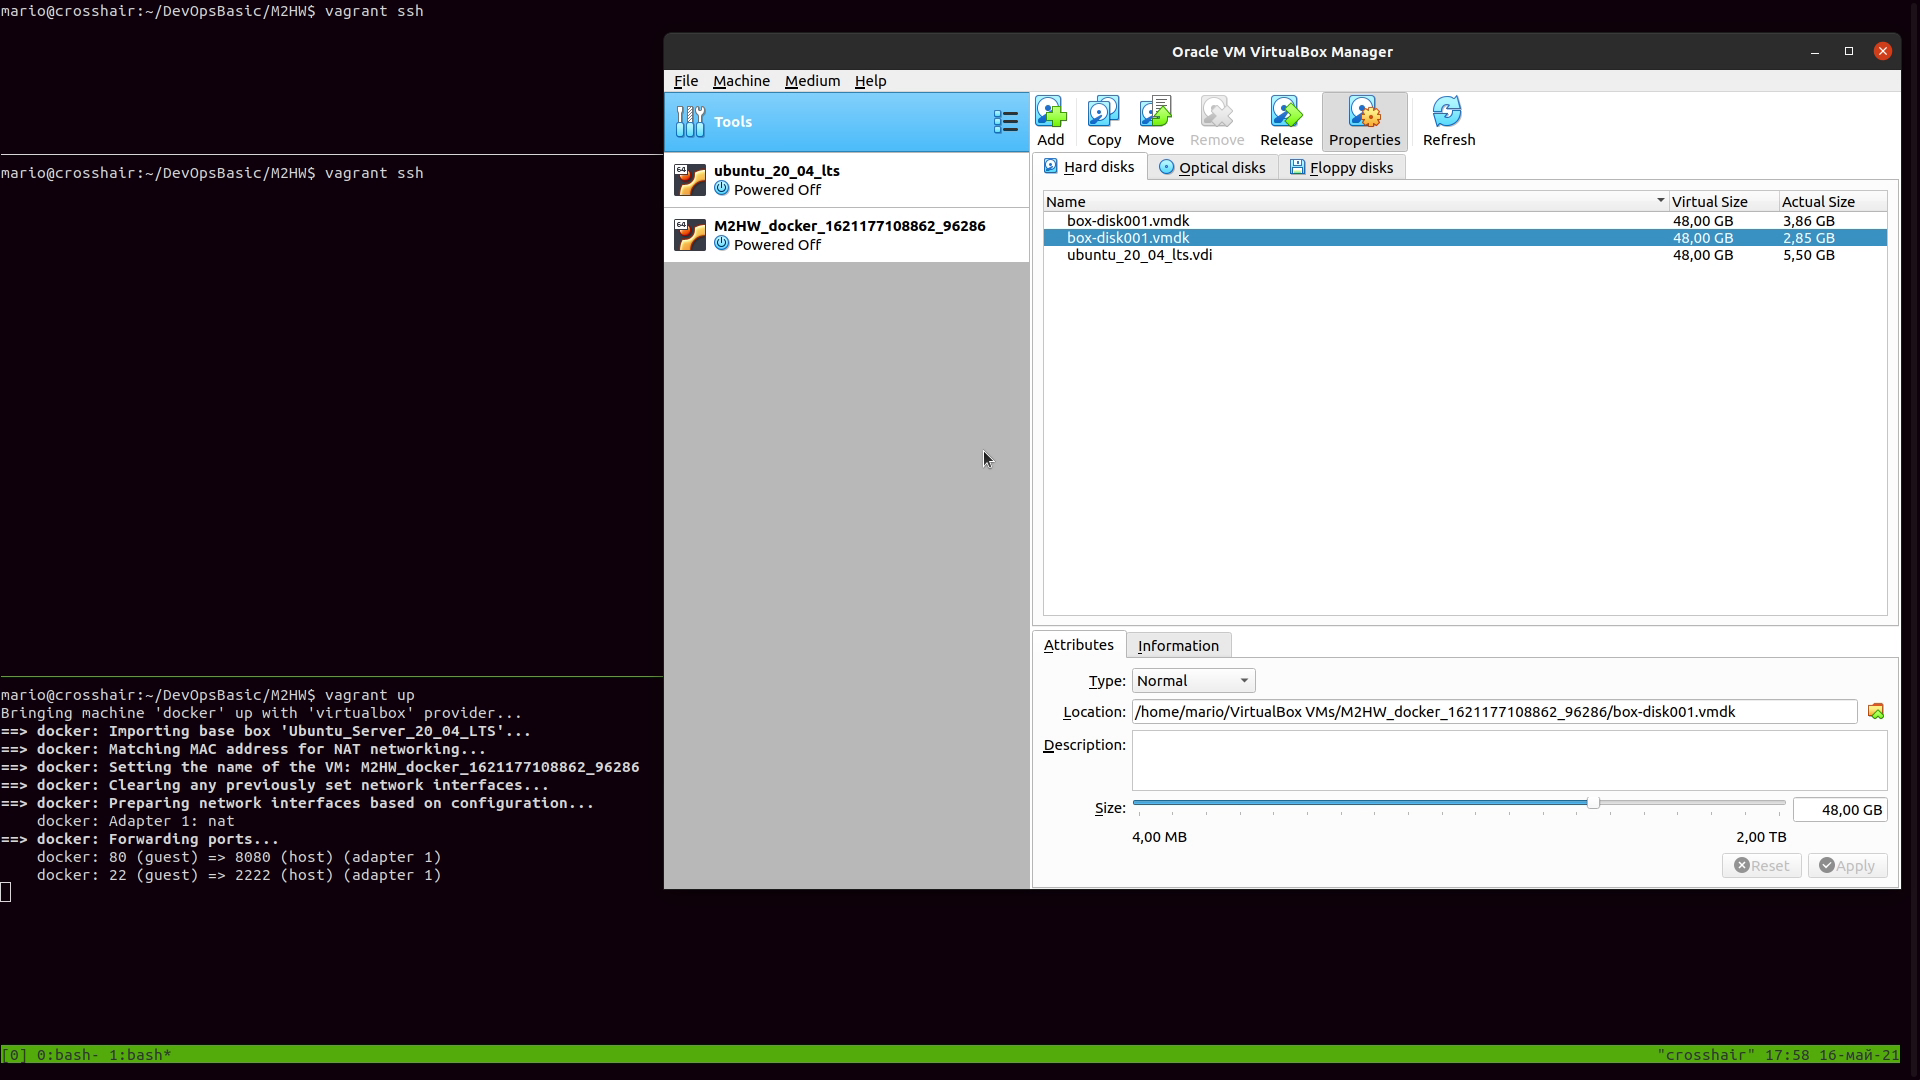 mario@crosshair:~/DevOpsBasic/M2HW$ vagrant ssh
mario@crosshair:~/DevOpsBasic/M2HW$ vagrant ssh
mario@crosshair:~/DevOpsBasic/M2HW$ vagrant up
Bringing machine 'docker' up with 'virtualbox' provider...
==> docker: Importing base box 'Ubuntu_Server_20_04_LTS'...
==> docker: Matching MAC address for NAT networking...
==> docker: Setting the name of the VM: M2HW_docker_1621177108862_96286
==> docker: Clearing any previously set network interfaces...
==> docker: Preparing network interfaces based on configuration...
docker: Adapter 1: nat
==> docker: Forwarding ports...
docker: 80 (guest) => 8080 (host) (adapter 1)
docker: 22 (guest) => 2222 (host) (adapter 1)
Oracle VM VirtualBox Manager
File Machine Medium Help
Tools
64 ubuntu_20_04_lts
Powered Off
64 M2HW_docker_1621177108862_96286
Powered Off
Add Copy Move Remove Release Properties Refresh
Hard disks Optical disks Floppy disks
Name Virtual Size Actual Size
box-disk001.vmdk 48,00 GB 3,86 GB
box-disk001.vmdk 48,00 GB 2,85 GB
ubuntu_20_04_lts.vdi 48,00 GB 5,50 GB
Attributes Information
Type: Normal
Location: /home/mario/VirtualBox VMs/M2HW_docker_1621177108862_96286/box-disk001.vmdk
Description:
Size: 48,00 GB
4,00 MB 2,00 TB
Reset Apply
[0] 0:bash- 1:bash* "crosshair" 17:58 16-май-21